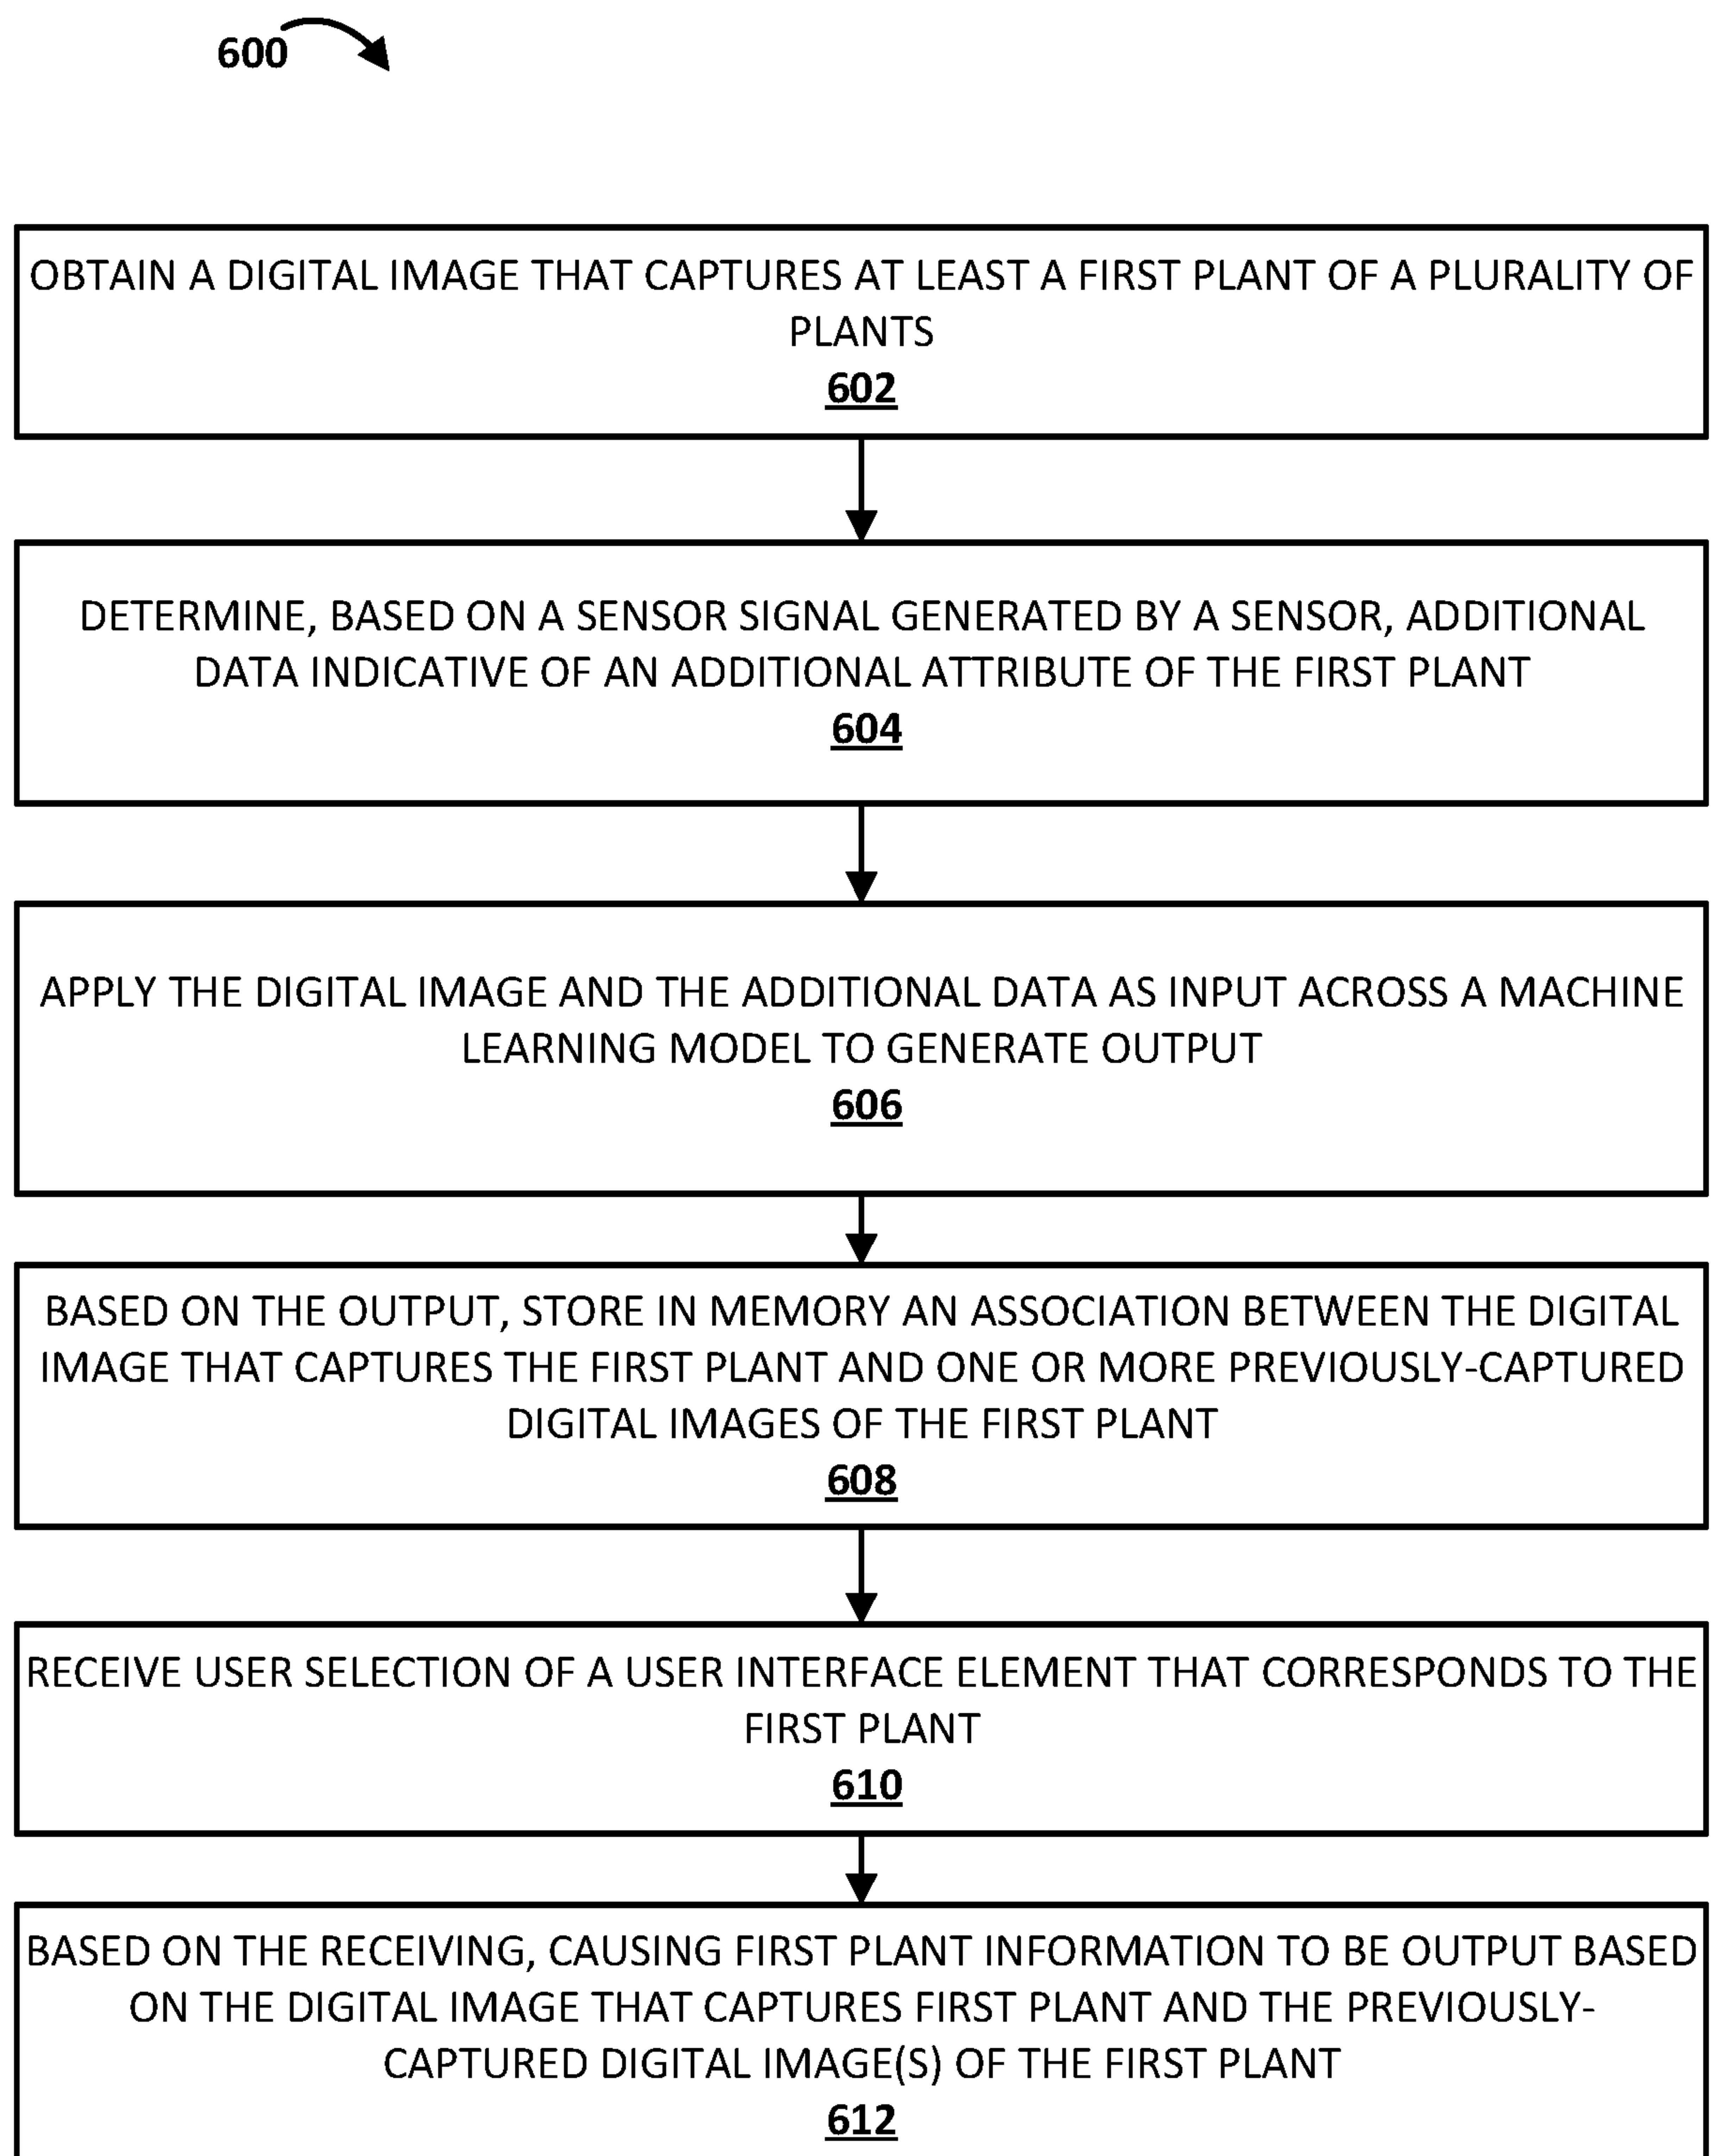 600
OBTAIN A DIGITAL IMAGE THAT CAPTURES AT LEAST A FIRST PLANT OF A PLURALITY OF
PLANTS
602
DETERMINE, BASED ON A SENSOR SIGNAL GENERATED BY A SENSOR, ADDITIONAL
DATA INDICATIVE OF AN ADDITIONAL ATTRIBUTE OF THE FIRST PLANT
604
APPLY THE DIGITAL IMAGE AND THE ADDITIONAL DATA AS INPUT ACROSS A MACHINE
LEARNING MODEL TO GENERATE OUTPUT
606
BASED ON THE OUTPUT, STORE IN MEMORY AN ASSOCIATION BETWEEN THE DIGITAL
IMAGE THAT CAPTURES THE FIRST PLANT AND ONE OR MORE PREVIOUSLY-CAPTURED
DIGITAL IMAGES OF THE FIRST PLANT
608
RECEIVE USER SELECTION OF A USER INTERFACE ELEMENT THAT CORRESPONDS TO THE
FIRST PLANT
610
BASED ON THE RECEIVING, CAUSING FIRST PLANT INFORMATION TO BE OUTPUT BASED
ON THE DIGITAL IMAGE THAT CAPTURES FIRST PLANT AND THE PREVIOUSLY-
CAPTURED DIGITAL IMAGE(S) OF THE FIRST PLANT
612